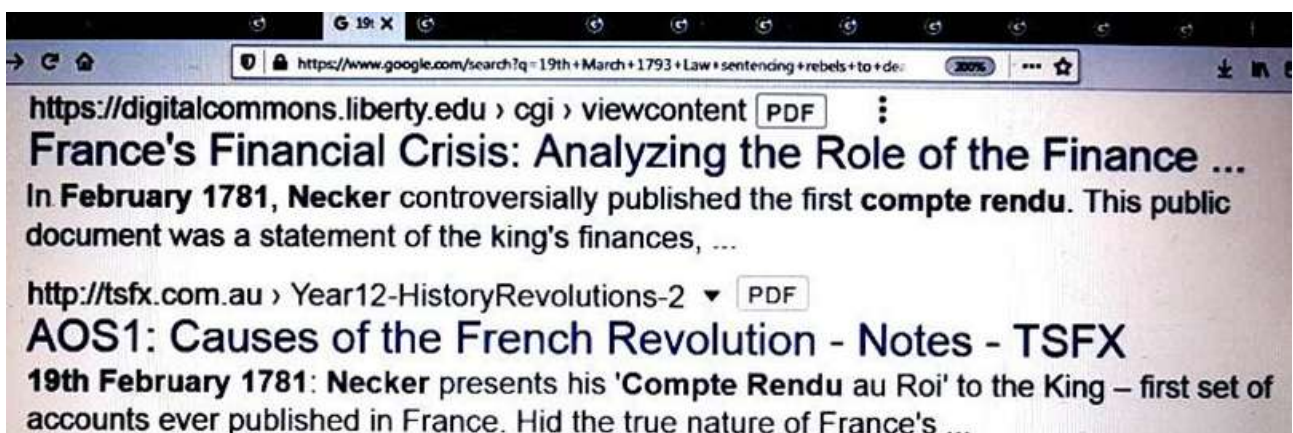 G 19t X
https://www.google.com/search?q=19th+March+1793+Law+sentencing+rebels+to+de
200%
https://digitalcommons.liberty.edu › cgi › viewcontent PDF
France's Financial Crisis: Analyzing the Role of the Finance ...
In February 1781, Necker controversially published the first compte rendu. This public
document was a statement of the king's finances, ...
http://tsfx.com.au › Year12-HistoryRevolutions-2 PDF
AOS1: Causes of the French Revolution - Notes - TSFX
19th February 1781: Necker presents his 'Compte Rendu au Roi' to the King – first set of
accounts ever published in France. Hid the true nature of France's ...